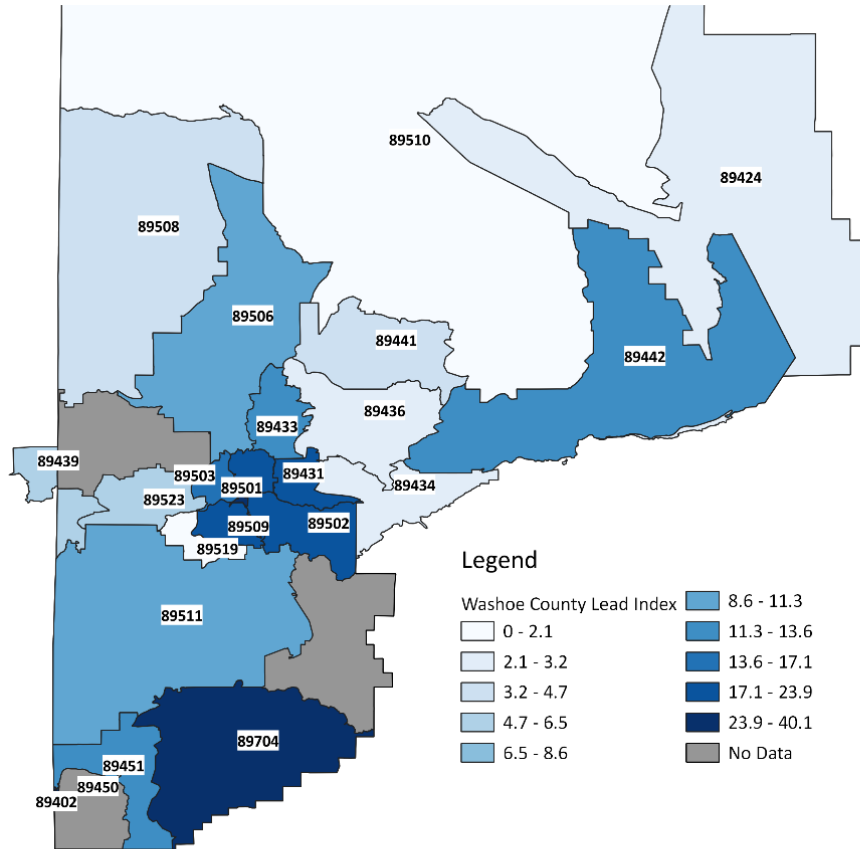 89510
89424
89508
89506
89441
89442
89436
89433
89439
89503
89431
89501
89434
89523
89509
89502
89519
89511
89704
89451
89450
89402
Legend
Washoe County Lead Index
0 - 2.1
2.1 - 3.2
3.2 - 4.7
4.7 - 6.5
6.5 - 8.6
8.6 - 11.3
11.3 - 13.6
13.6 - 17.1
17.1 - 23.9
23.9 - 40.1
No Data